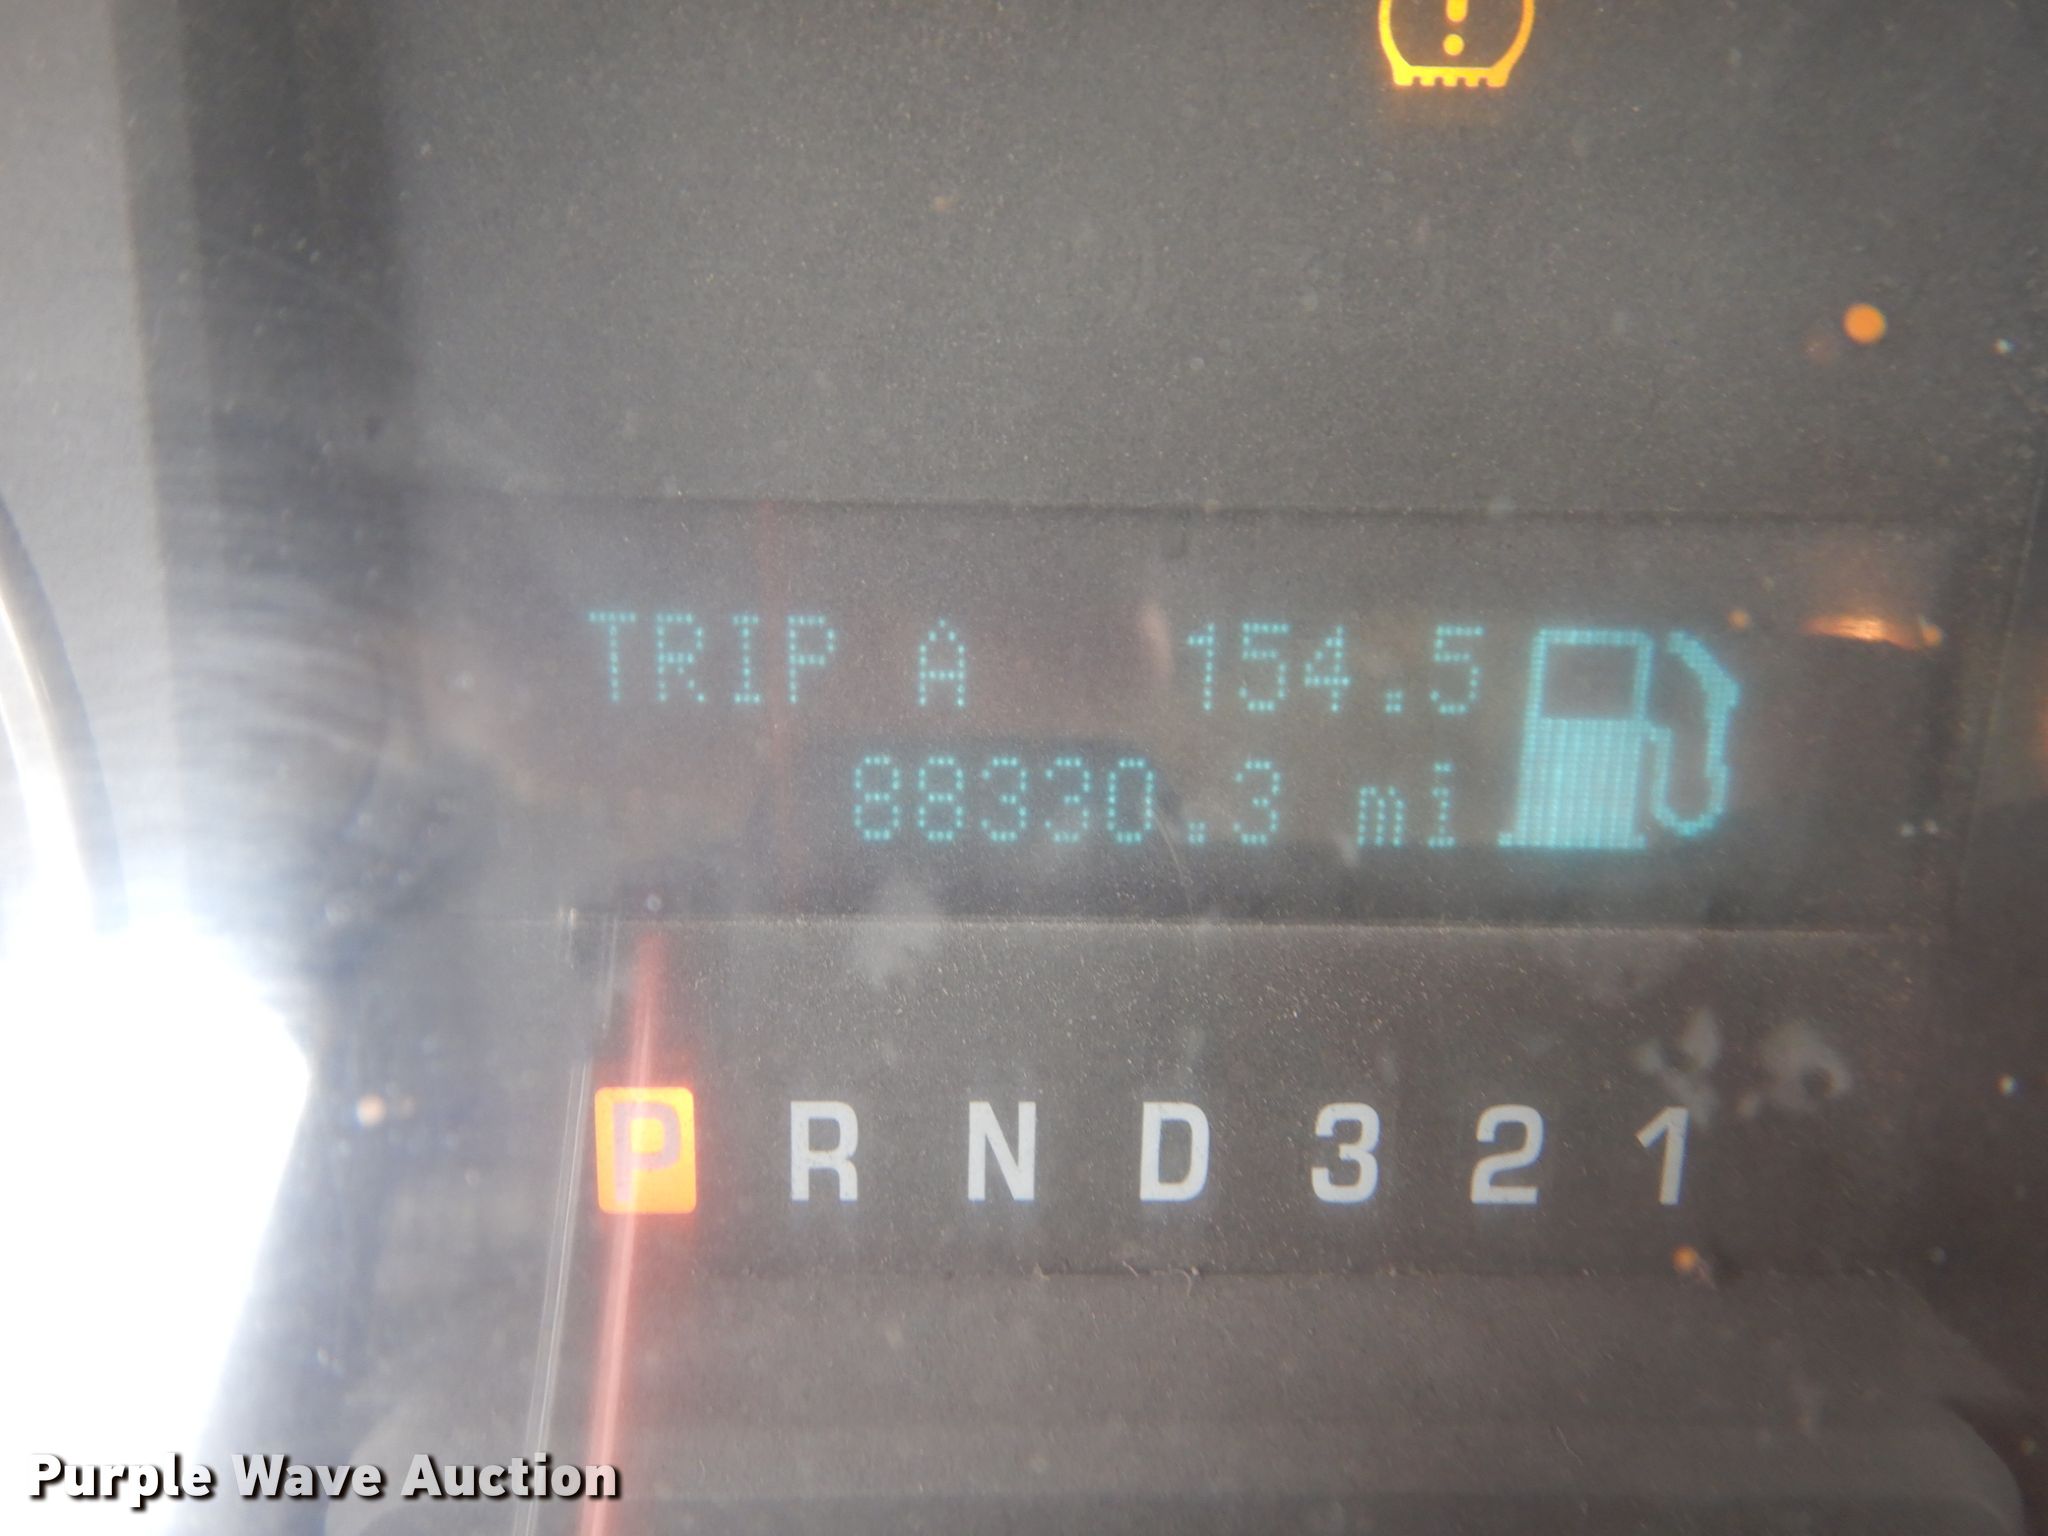 TRIP A 154.5
88330.3 mi
P R N D 3 2 1
Purple Wave Auction